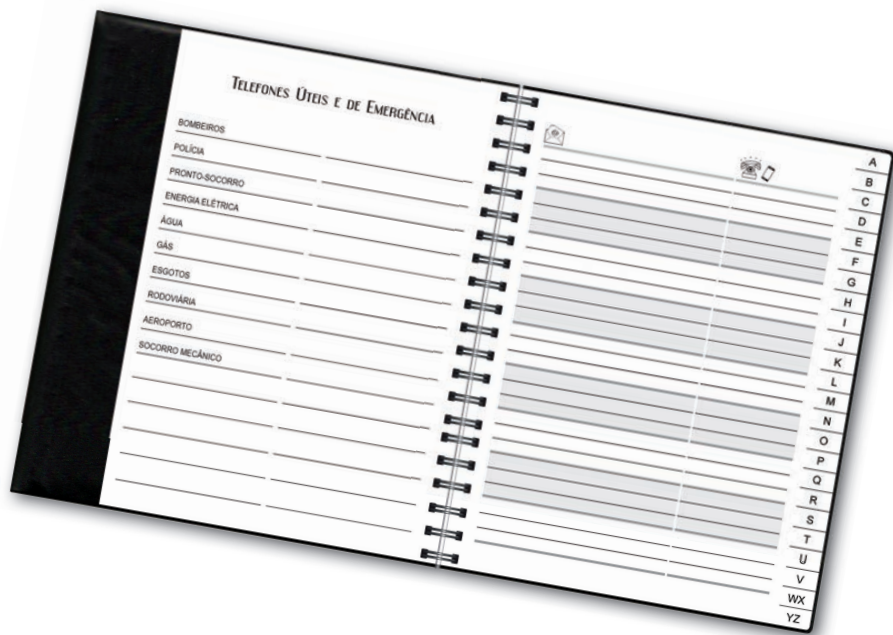 Telefones Úteis e de Emergência
BOMBEIROS
POLÍCIA
PRONTO-SOCORRO
ENERGIA ELÉTRICA
ÁGUA
GÁS
ESGOTOS
RODOVIÁRIA
AEROPORTO
SOCORRO MECÂNICO
A
B
C
D
E
F
G
H
I
J
K
L
M
N
O
P
Q
R
S
T
U
V
WX
YZ